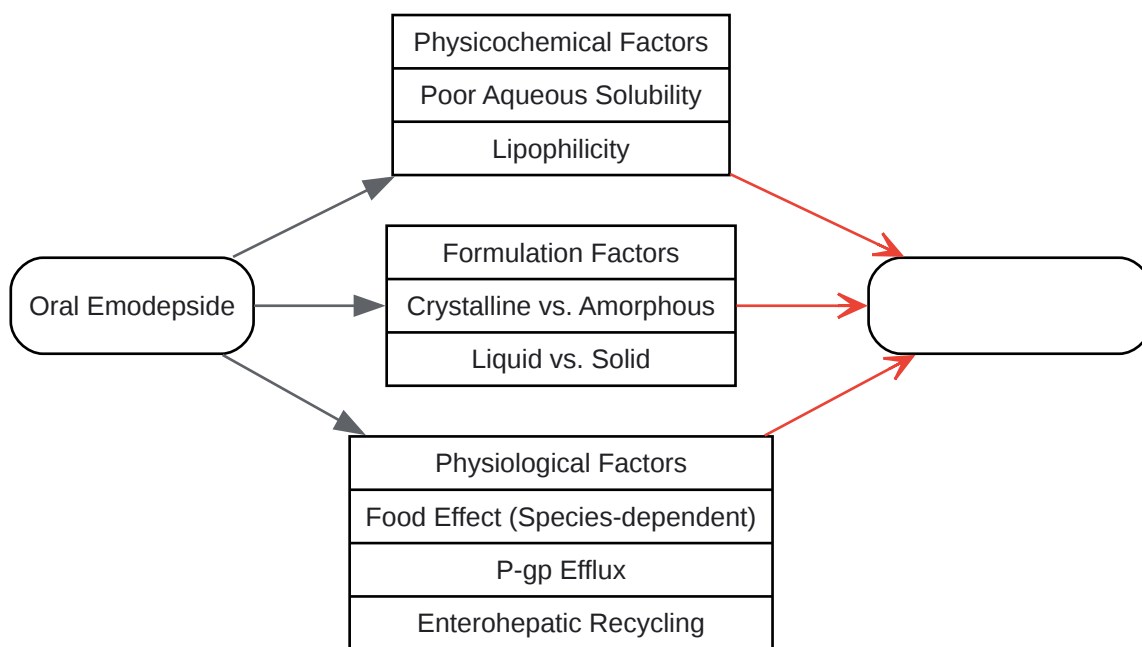 Oral Emodepside
Physicochemical Factors
Poor Aqueous Solubility
Lipophilicity
Formulation Factors
Crystalline vs. Amorphous
Liquid vs. Solid
Physiological Factors
Food Effect (Species-dependent)
P-gp Efflux
Enterohepatic Recycling